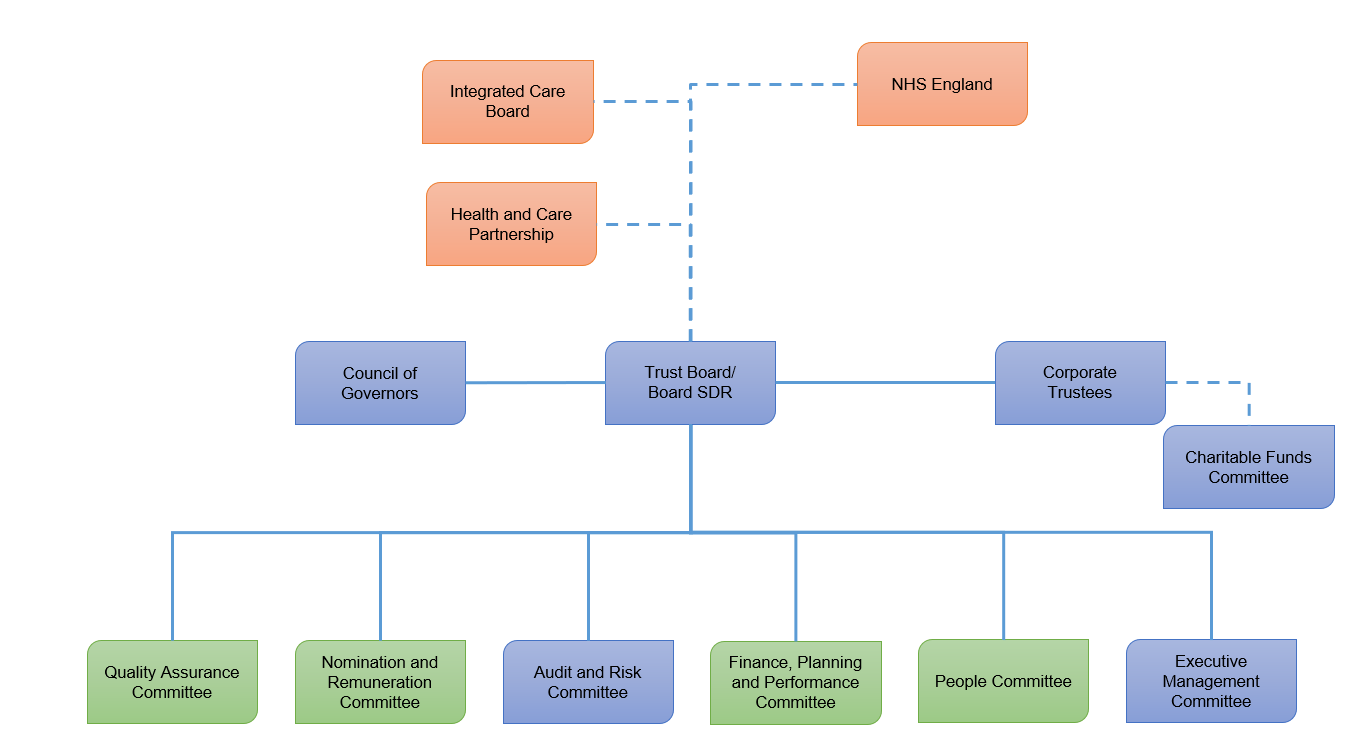 NHS England
Integrated Care
Board
Health and Care
Partnership
Council of
Governors
Trust Board/
Board SDR
Corporate
Trustees
Charitable Funds
Committee
Quality Assurance
Committee
Nomination and
Remuneration
Committee
Audit and Risk
Committee
Finance, Planning
and Performance
Committee
People Committee
Executive
Management
Committee